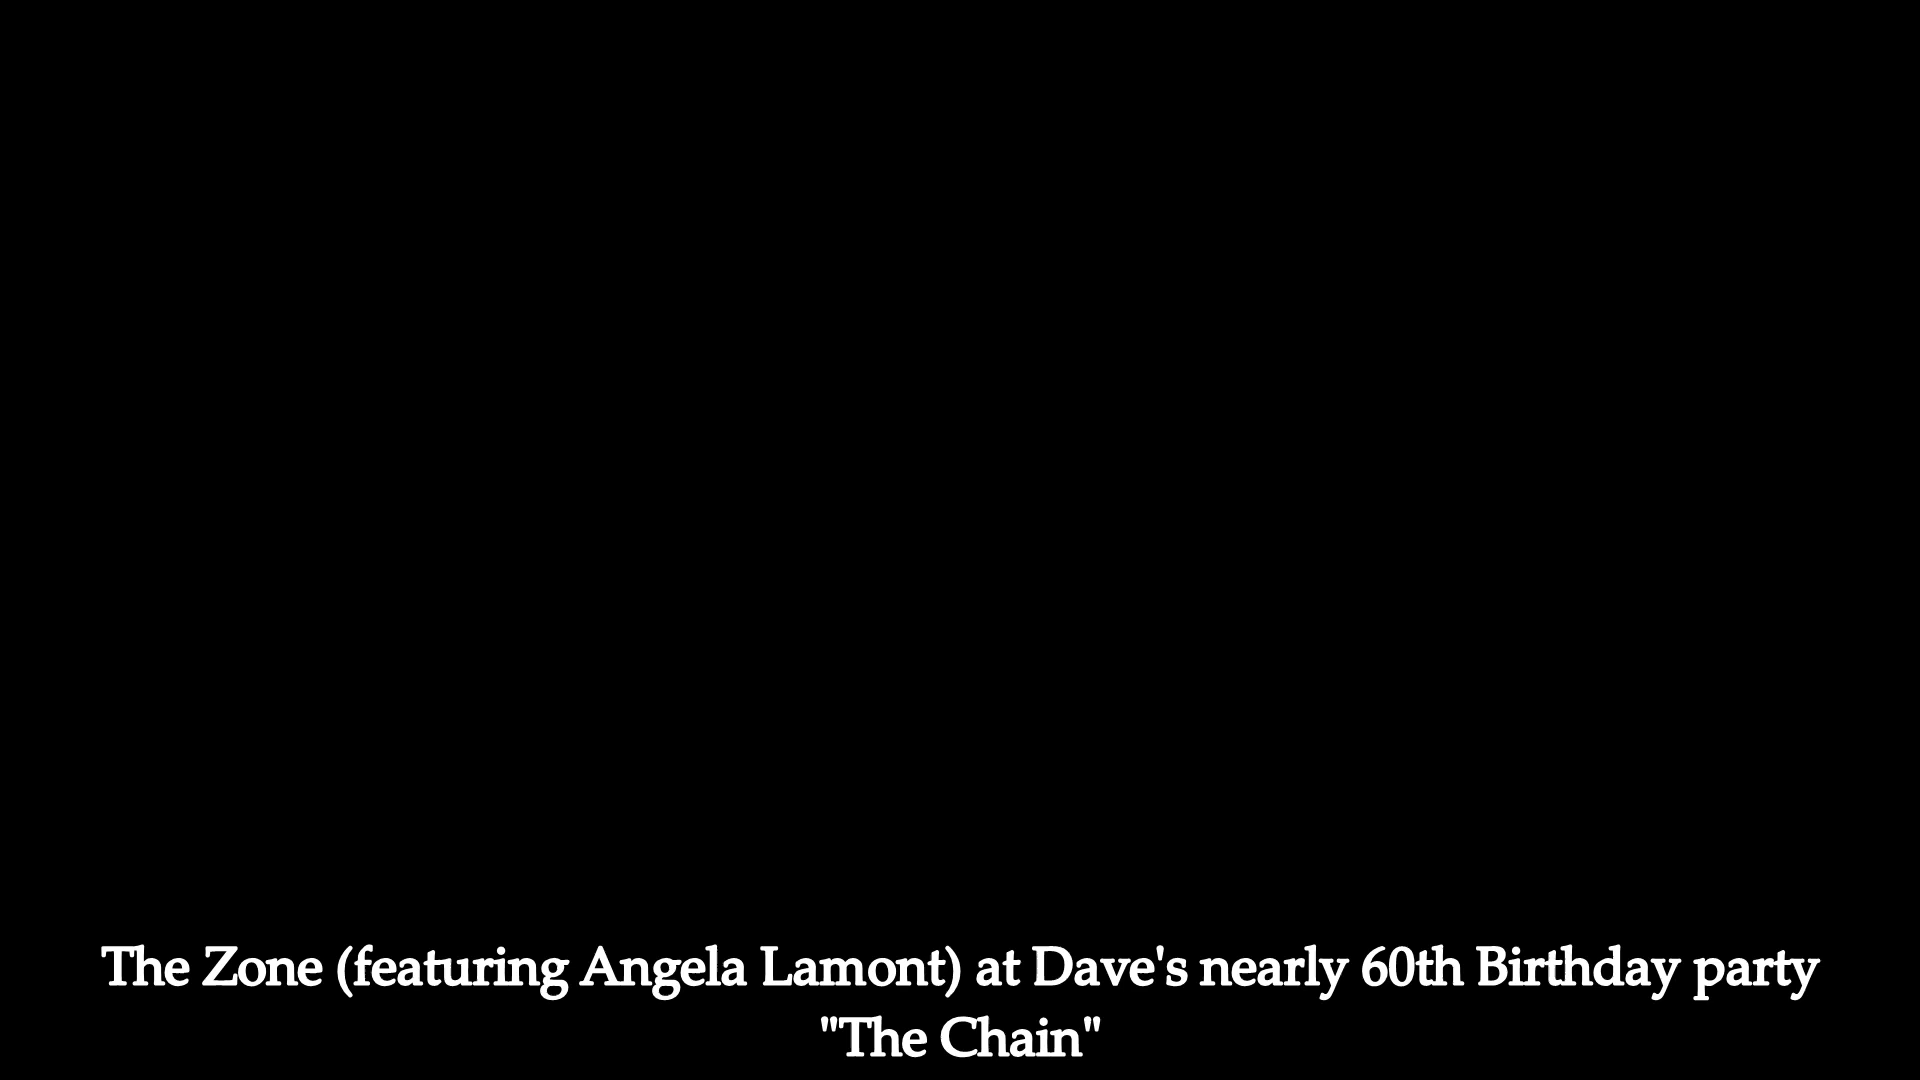 The Zone (featuring Angela Lamont) at Dave's nearly 60th Birthday party
"The Chain"